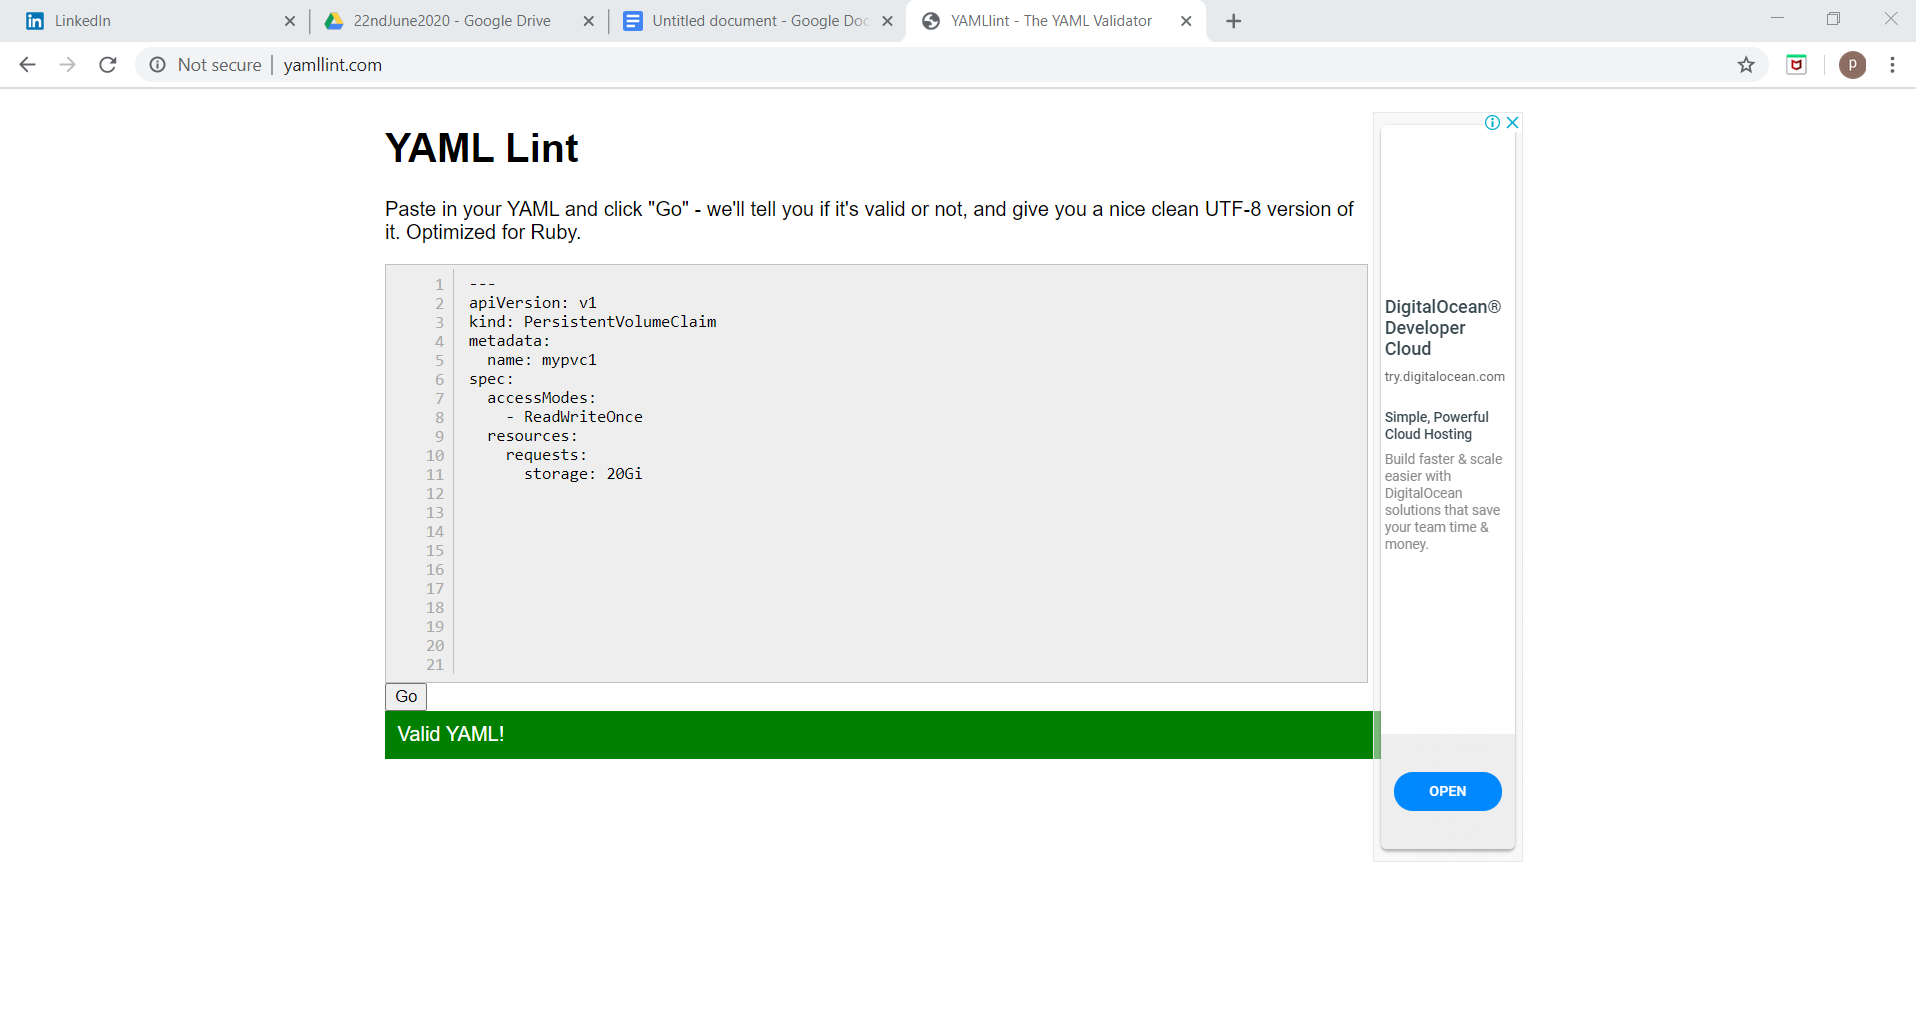 LinkedIn
22ndJune2020 - Google Drive
Untitled document - Google Doc
YAMLlint - The YAML Validator
Not secure
yamllint.com
P
YAML Lint
Paste in your YAML and click "Go" - we'll tell you if it's valid or not, and give you a nice clean UTF-8 version of
it. Optimized for Ruby.
1 ---
2 apiVersion: v1
3 kind: PersistentVolumeClaim
4 metadata:
5   name: mypvc1
6 spec:
7   accessModes:
8     - ReadWriteOnce
9   resources:
10     requests:
11       storage: 20Gi
12
13
14
15
16
17
18
19
20
21
Go
Valid YAML!
DigitalOcean®
Developer
Cloud
try.digitalocean.com
Simple, Powerful
Cloud Hosting
Build faster & scale
easier with
DigitalOcean
solutions that save
your team time &
money.
OPEN